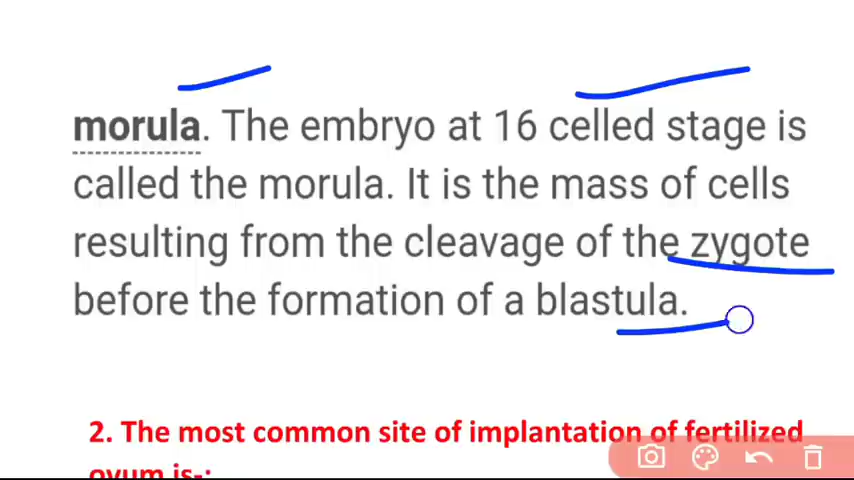 morula. The embryo at 16 celled stage is
called the morula. It is the mass of cells
resulting from the cleavage of the zygote
before the formation of a blastula.
2. The most common site of implantation of fertilized
ovum is-: